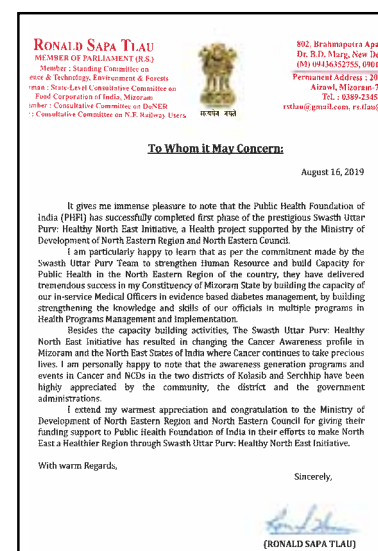 RONALD SAPA TLAU
MEMBER OF PARLIAMENT (R.S.)
Member : Standing Committee on
ence & Technology, Environment & Forests
rman : State-Level Consultative Committee on
Food Corporation of India, Mizoram
mber : Consultative Committee on DoNER
: Consultative Committee on N.F. Railway Users
सत्यमेव जयते
802, Brahmaputra Apa
Dr. B.D. Marg, New De
(M) 09436352755, 0901
Permanent Address : 20
Aizawl, Mizoram-7
Tel. : 0389-2345
rstlau@gmail.com, rs.tlau@
To Whom it May Concern:
August 16, 2019
It gives me immense pleasure to note that the Public Health Foundation of
India (PHFI) has successfully completed first phase of the prestigious Swasth Uttar
Purv: Healthy North East Initiative, a Health project supported by the Ministry of
Development of North Eastern Region and North Eastern Council.
I am particularly happy to learn that as per the commitment made by the
Swasth Uttar Purv Team to strengthen Human Resource and build Capacity for
Public Health in the North Eastern Region of the country, they have delivered
tremendous success in my Constituency of Mizoram State by building the capacity of
our in-service Medical Officers in evidence based diabetes management, by building
strengthening the knowledge and skills of our officials in multiple programs in
Health Programs Management and Implementation.
Besides the capacity building activities, The Swasth Uttar Purv: Healthy
North East Initiative has resulted in changing the Cancer Awareness profile in
Mizoram and the North East States of India where Cancer continues to take precious
lives. I am personally happy to note that the awareness generation programs and
events in Cancer and NCDs in the two districts of Kolasib and Serchhip have been
highly appreciated by the community, the district and the government
administrations.
I extend my warmest appreciation and congratulation to the Ministry of
Development of North Eastern Region and North Eastern Council for giving their
funding support to Public Health Foundation of India in their efforts to make North
East a Healthier Region through Swasth Uttar Purv: Healthy North East Initiative.
With warm Regards,
Sincerely,
(RONALD SAPA TLAU)